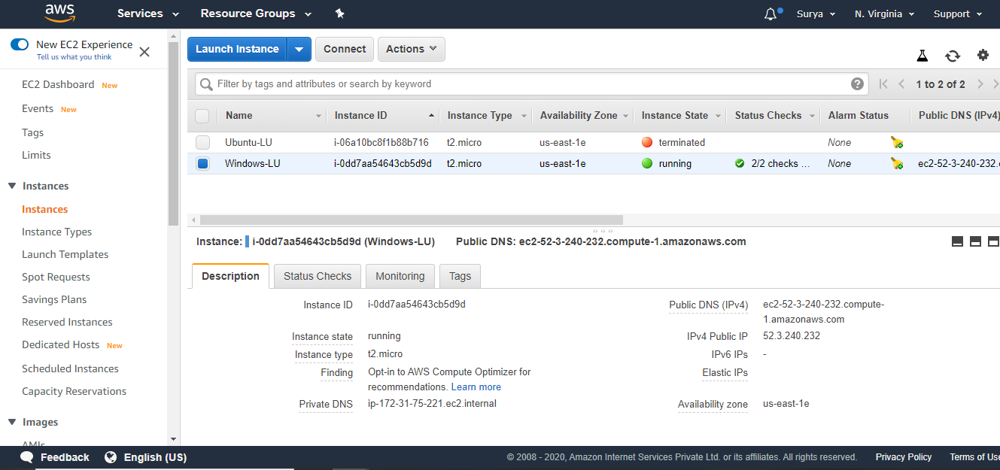 aws Services Resource Groups Surya N. Virginia Support
New EC2 Experience
Tell us what you think
EC2 Dashboard New
Events New
Tags
Limits
Instances
Instances
Instance Types
Launch Templates
Spot Requests
Savings Plans
Reserved Instances
Dedicated Hosts New
Scheduled Instances
Capacity Reservations
Images
AMIs
Launch Instance Connect Actions
Filter by tags and attributes or search by keyword 1 to 2 of 2
Name Instance ID Instance Type Availability Zone Instance State Status Checks Alarm Status Public DNS (IPv4)
Ubuntu-LU i-06a10bc8f1b88b716 t2.micro us-east-1e terminated None
Windows-LU i-0dd7aa54643cb5d9d t2.micro us-east-1e running 2/2 checks ... None ec2-52-3-240-232.
Instance: i-0dd7aa54643cb5d9d (Windows-LU) Public DNS: ec2-52-3-240-232.compute-1.amazonaws.com
Description Status Checks Monitoring Tags
Instance ID i-0dd7aa54643cb5d9d Public DNS (IPv4) ec2-52-3-240-232.compute-
1.amazonaws.com
Instance state running IPv4 Public IP 52.3.240.232
Instance type t2.micro IPv6 IPs -
Finding Opt-in to AWS Compute Optimizer for Elastic IPs
recommendations. Learn more
Private DNS ip-172-31-75-221.ec2.internal Availability zone us-east-1e
Feedback English (US) © 2008 - 2020, Amazon Internet Services Private Ltd. or its affiliates. All rights reserved. Privacy Policy Terms of Use